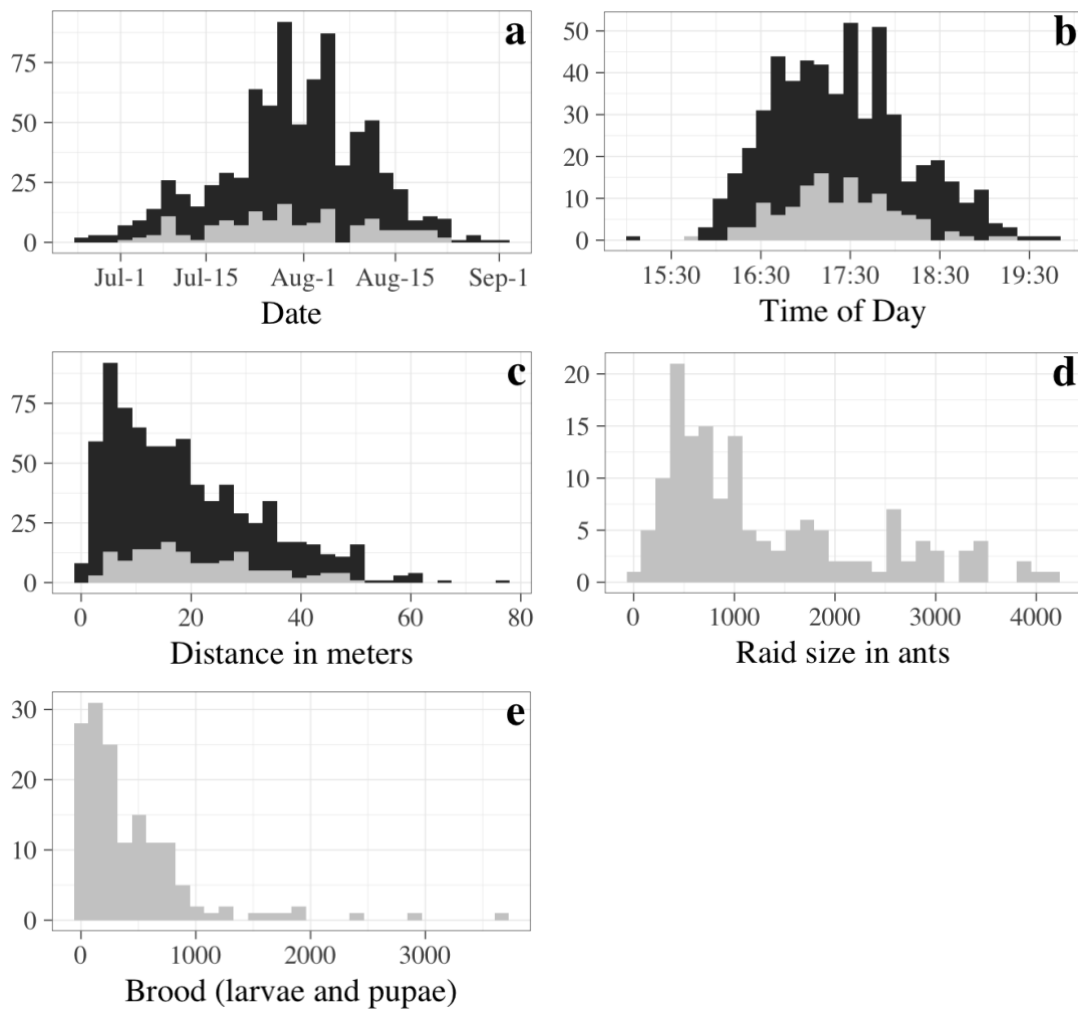 a
75
50
25
0
Jul-1 Jul-15 Aug-1 Aug-15 Sep-1
Date
b
50
40
30
20
10
0
15:30 16:30 17:30 18:30 19:30
Time of Day
c
75
50
25
0
0 20 40 60 80
Distance in meters
d
20
15
10
5
0
0 1000 2000 3000 4000
Raid size in ants
e
30
20
10
0
0 1000 2000 3000
Brood (larvae and pupae)